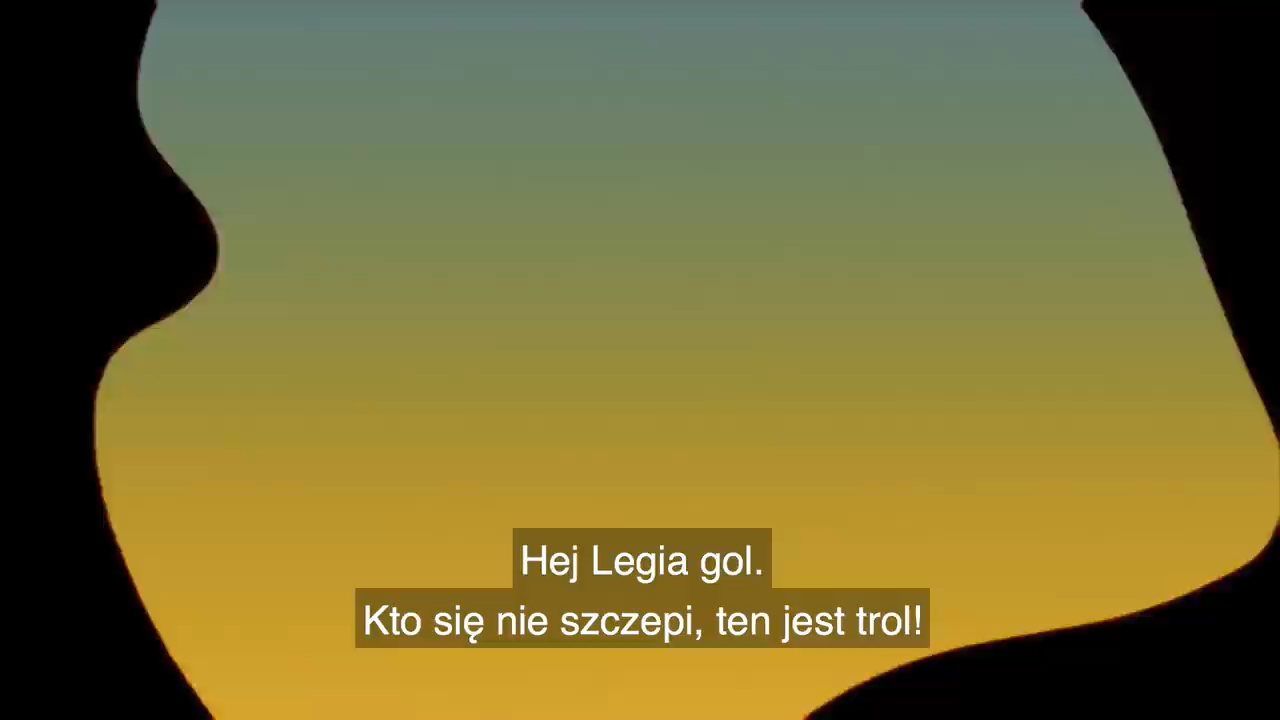 Hej Legia gol.
Kto się nie szczepi, ten jest trol!